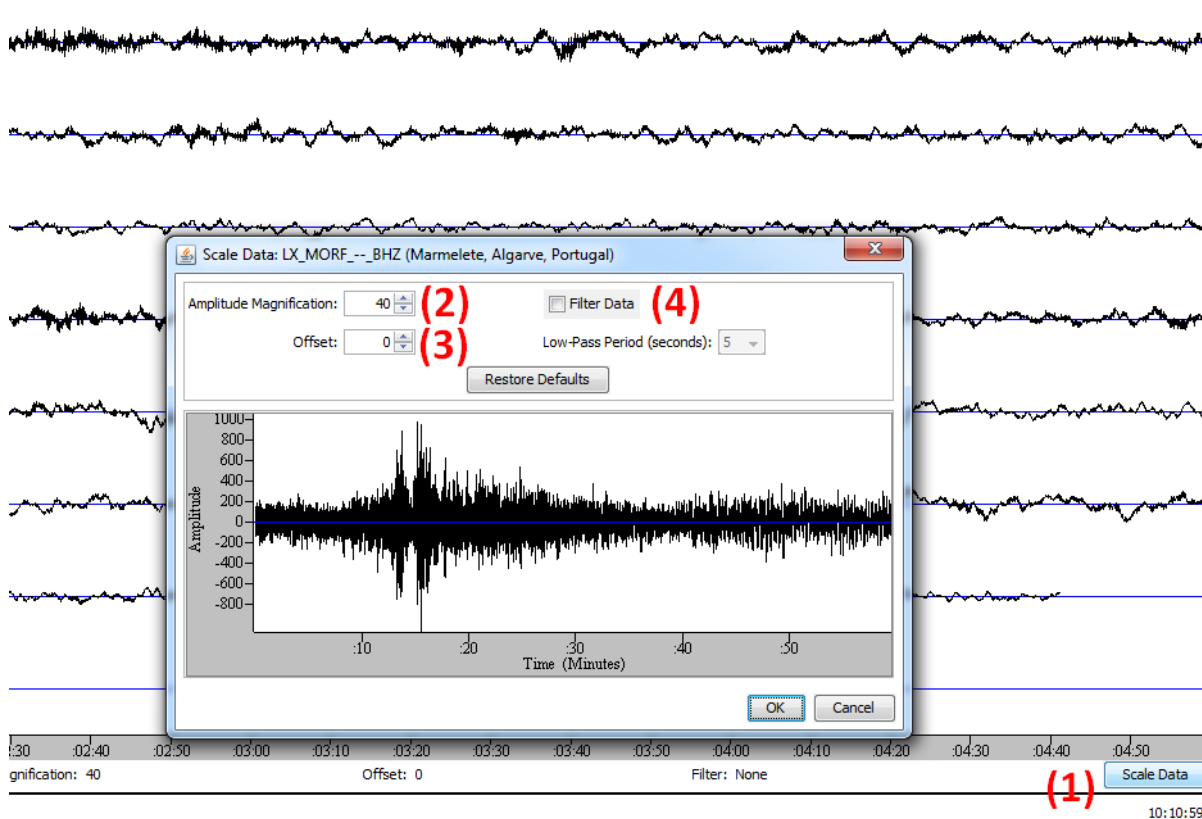 Scale Data: LX_MORF_--_BHZ (Marmelete, Algarve, Portugal)
Amplitude Magnification: 40 (2) Filter Data (4)
Offset: 0 (3) Low-Pass Period (seconds): 5
Restore Defaults
1000
800
600
400
200
0
-200
-400
-600
-800
Amplitude
:10 :20 :30 :40 :50
Time (Minutes)
OK Cancel
:30 :02:40 :02:50 :03:00 :03:10 :03:20 :03:30 :03:40 :03:50 :04:00 :04:10 :04:20 :04:30 :04:40 :04:50
gnification: 40 Offset: 0 Filter: None (1) Scale Data
10:10:59